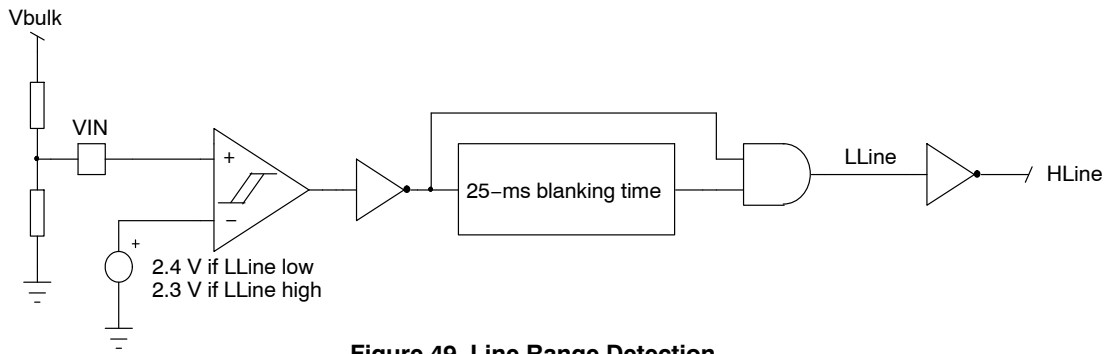 Vbulk
VIN
+
−
+
2.4 V if LLine low
2.3 V if LLine high
25−ms blanking time
LLine
HLine
Figure 49. Line Range Detection